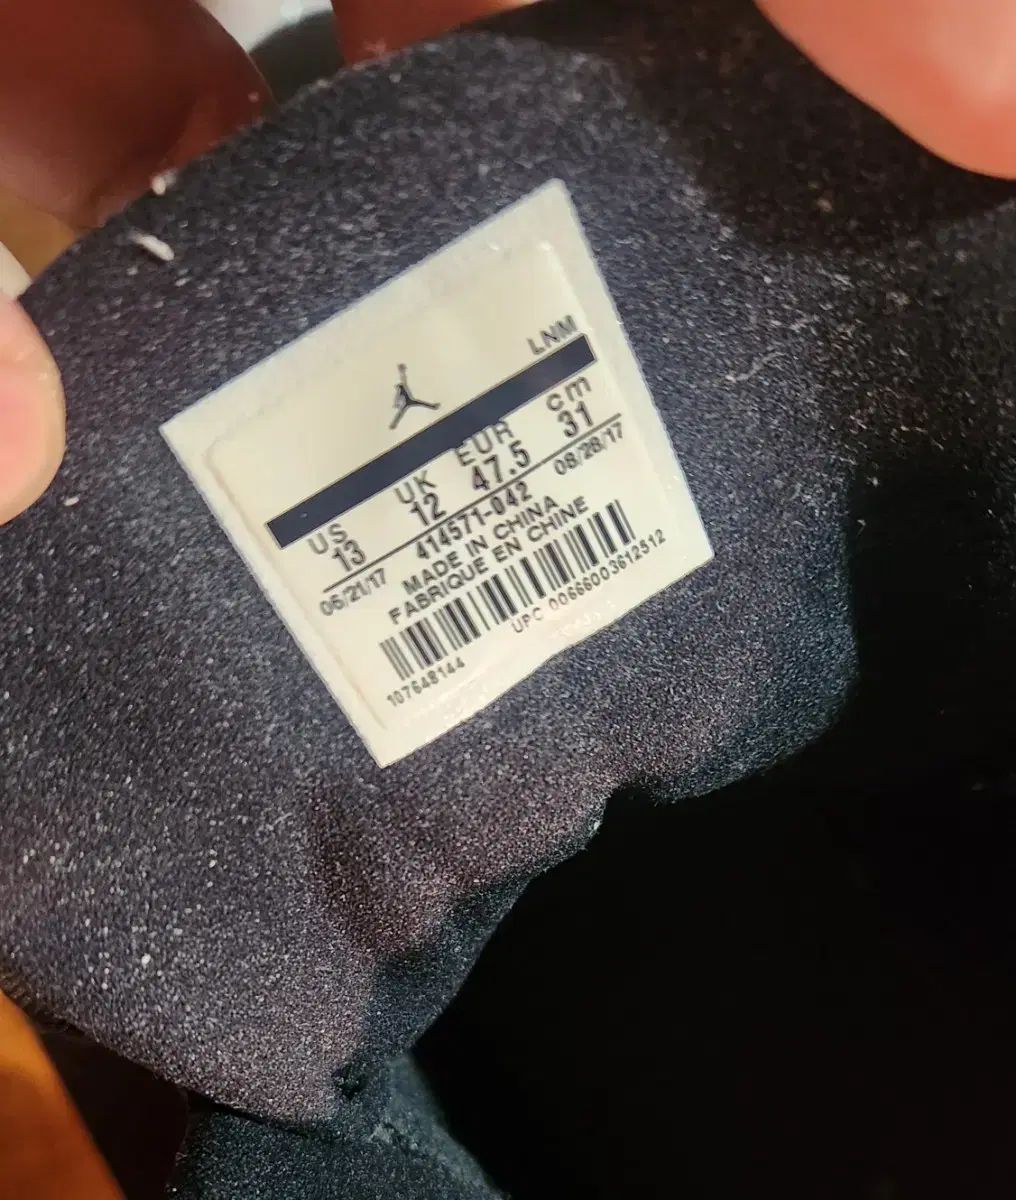 LNM
US UK EUR cm
13 12 47.5 31
06/21/17 414571-042 08/28/17
MADE IN CHINA
FABRIQUE EN CHINE
107648144 UPC 00666003612512